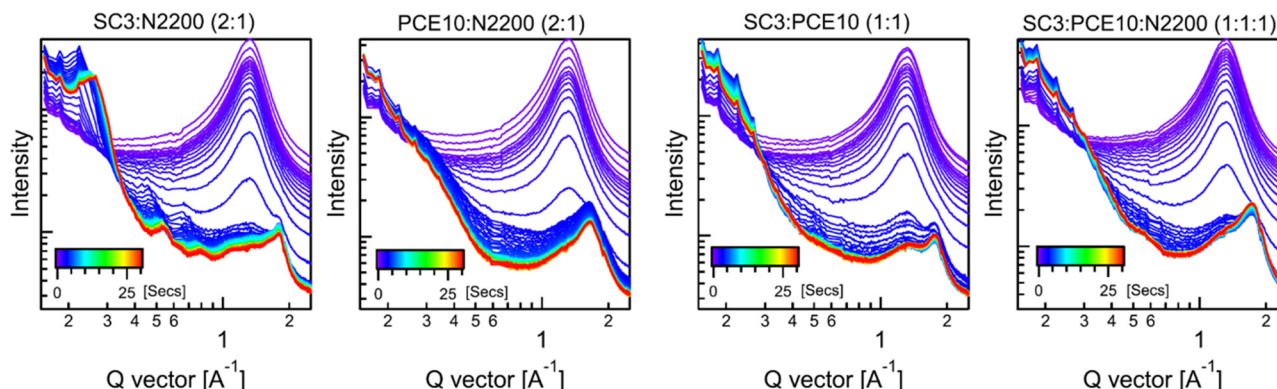 SC3:N2200 (2:1)
Intensity
0 25 [Secs]
2 3 4 5 6 2
1
Q vector [A⁻¹]
PCE10:N2200 (2:1)
Intensity
0 25 [Secs]
2 3 4 5 6 2
1
Q vector [A⁻¹]
SC3:PCE10 (1:1)
Intensity
0 25 [Secs]
2 3 4 5 6 2
1
Q vector [A⁻¹]
SC3:PCE10:N2200 (1:1:1)
Intensity
0 25 [Secs]
2 3 4 5 6 2
1
Q vector [A⁻¹]